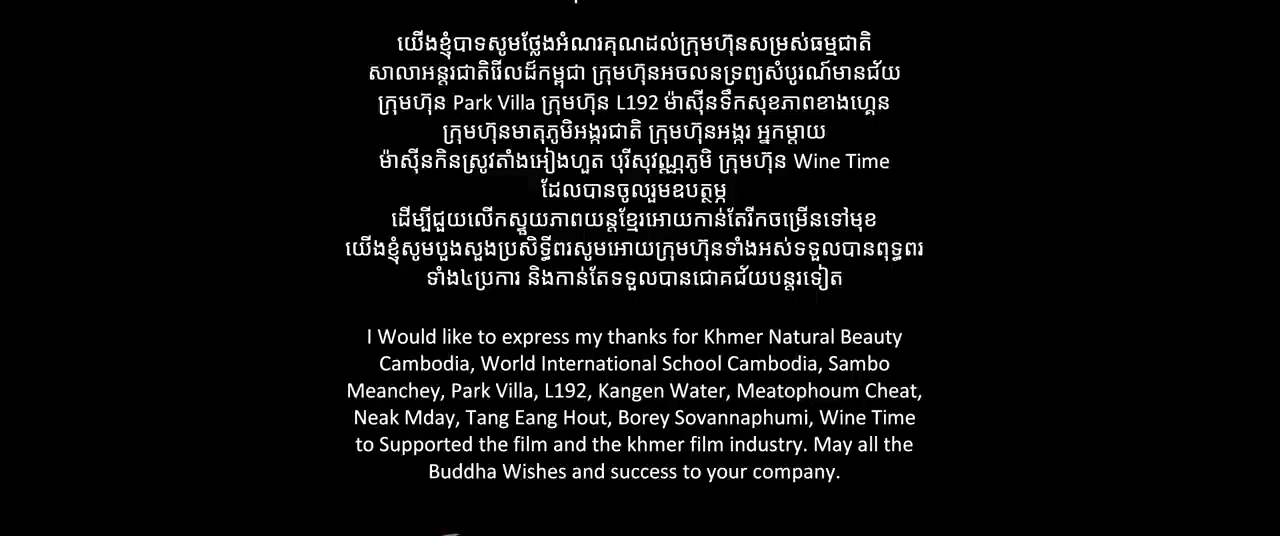 យើងខ្ញុំបាទសូមថ្លែងអំណរគុណដល់ក្រុមហ៊ុនសម្រស់ធម្មជាតិ
សាលាអន្តរជាតិវើលដ៍កម្ពុជា ក្រុមហ៊ុនអចលនទ្រព្យសំបូរណ៍មានជ័យ
ក្រុមហ៊ុន Park Villa ក្រុមហ៊ុន L192 ម៉ាស៊ីនទឹកសុខភាពខាងហ្គេន
ក្រុមហ៊ុនមាតុភូមិអង្ករជាតិ ក្រុមហ៊ុនអង្ករ អ្នកម្តាយ
ម៉ាស៊ីនកិនស្រូវតាំងអៀងហួត បុរីសុវណ្ណភូមិ ក្រុមហ៊ុន Wine Time
ដែលបានចូលរួមឧបត្ថម្ភ
ដើម្បីជួយលើកស្ទួយភាពយន្តខ្មែរអោយកាន់តែរីកចម្រើនទៅមុខ
យើងខ្ញុំសូមបួងសួងប្រសិទ្ធីពរសូមអោយក្រុមហ៊ុនទាំងអស់ទទួលបានពុទ្ធពរ
ទាំង៤ប្រការ និងកាន់តែទទួលបានជោគជ័យបន្តរទៀត
I Would like to express my thanks for Khmer Natural Beauty
Cambodia, World International School Cambodia, Sambo
Meanchey, Park Villa, L192, Kangen Water, Meatophoum Cheat,
Neak Mday, Tang Eang Hout, Borey Sovannaphumi, Wine Time
to Supported the film and the khmer film industry. May all the
Buddha Wishes and success to your company.